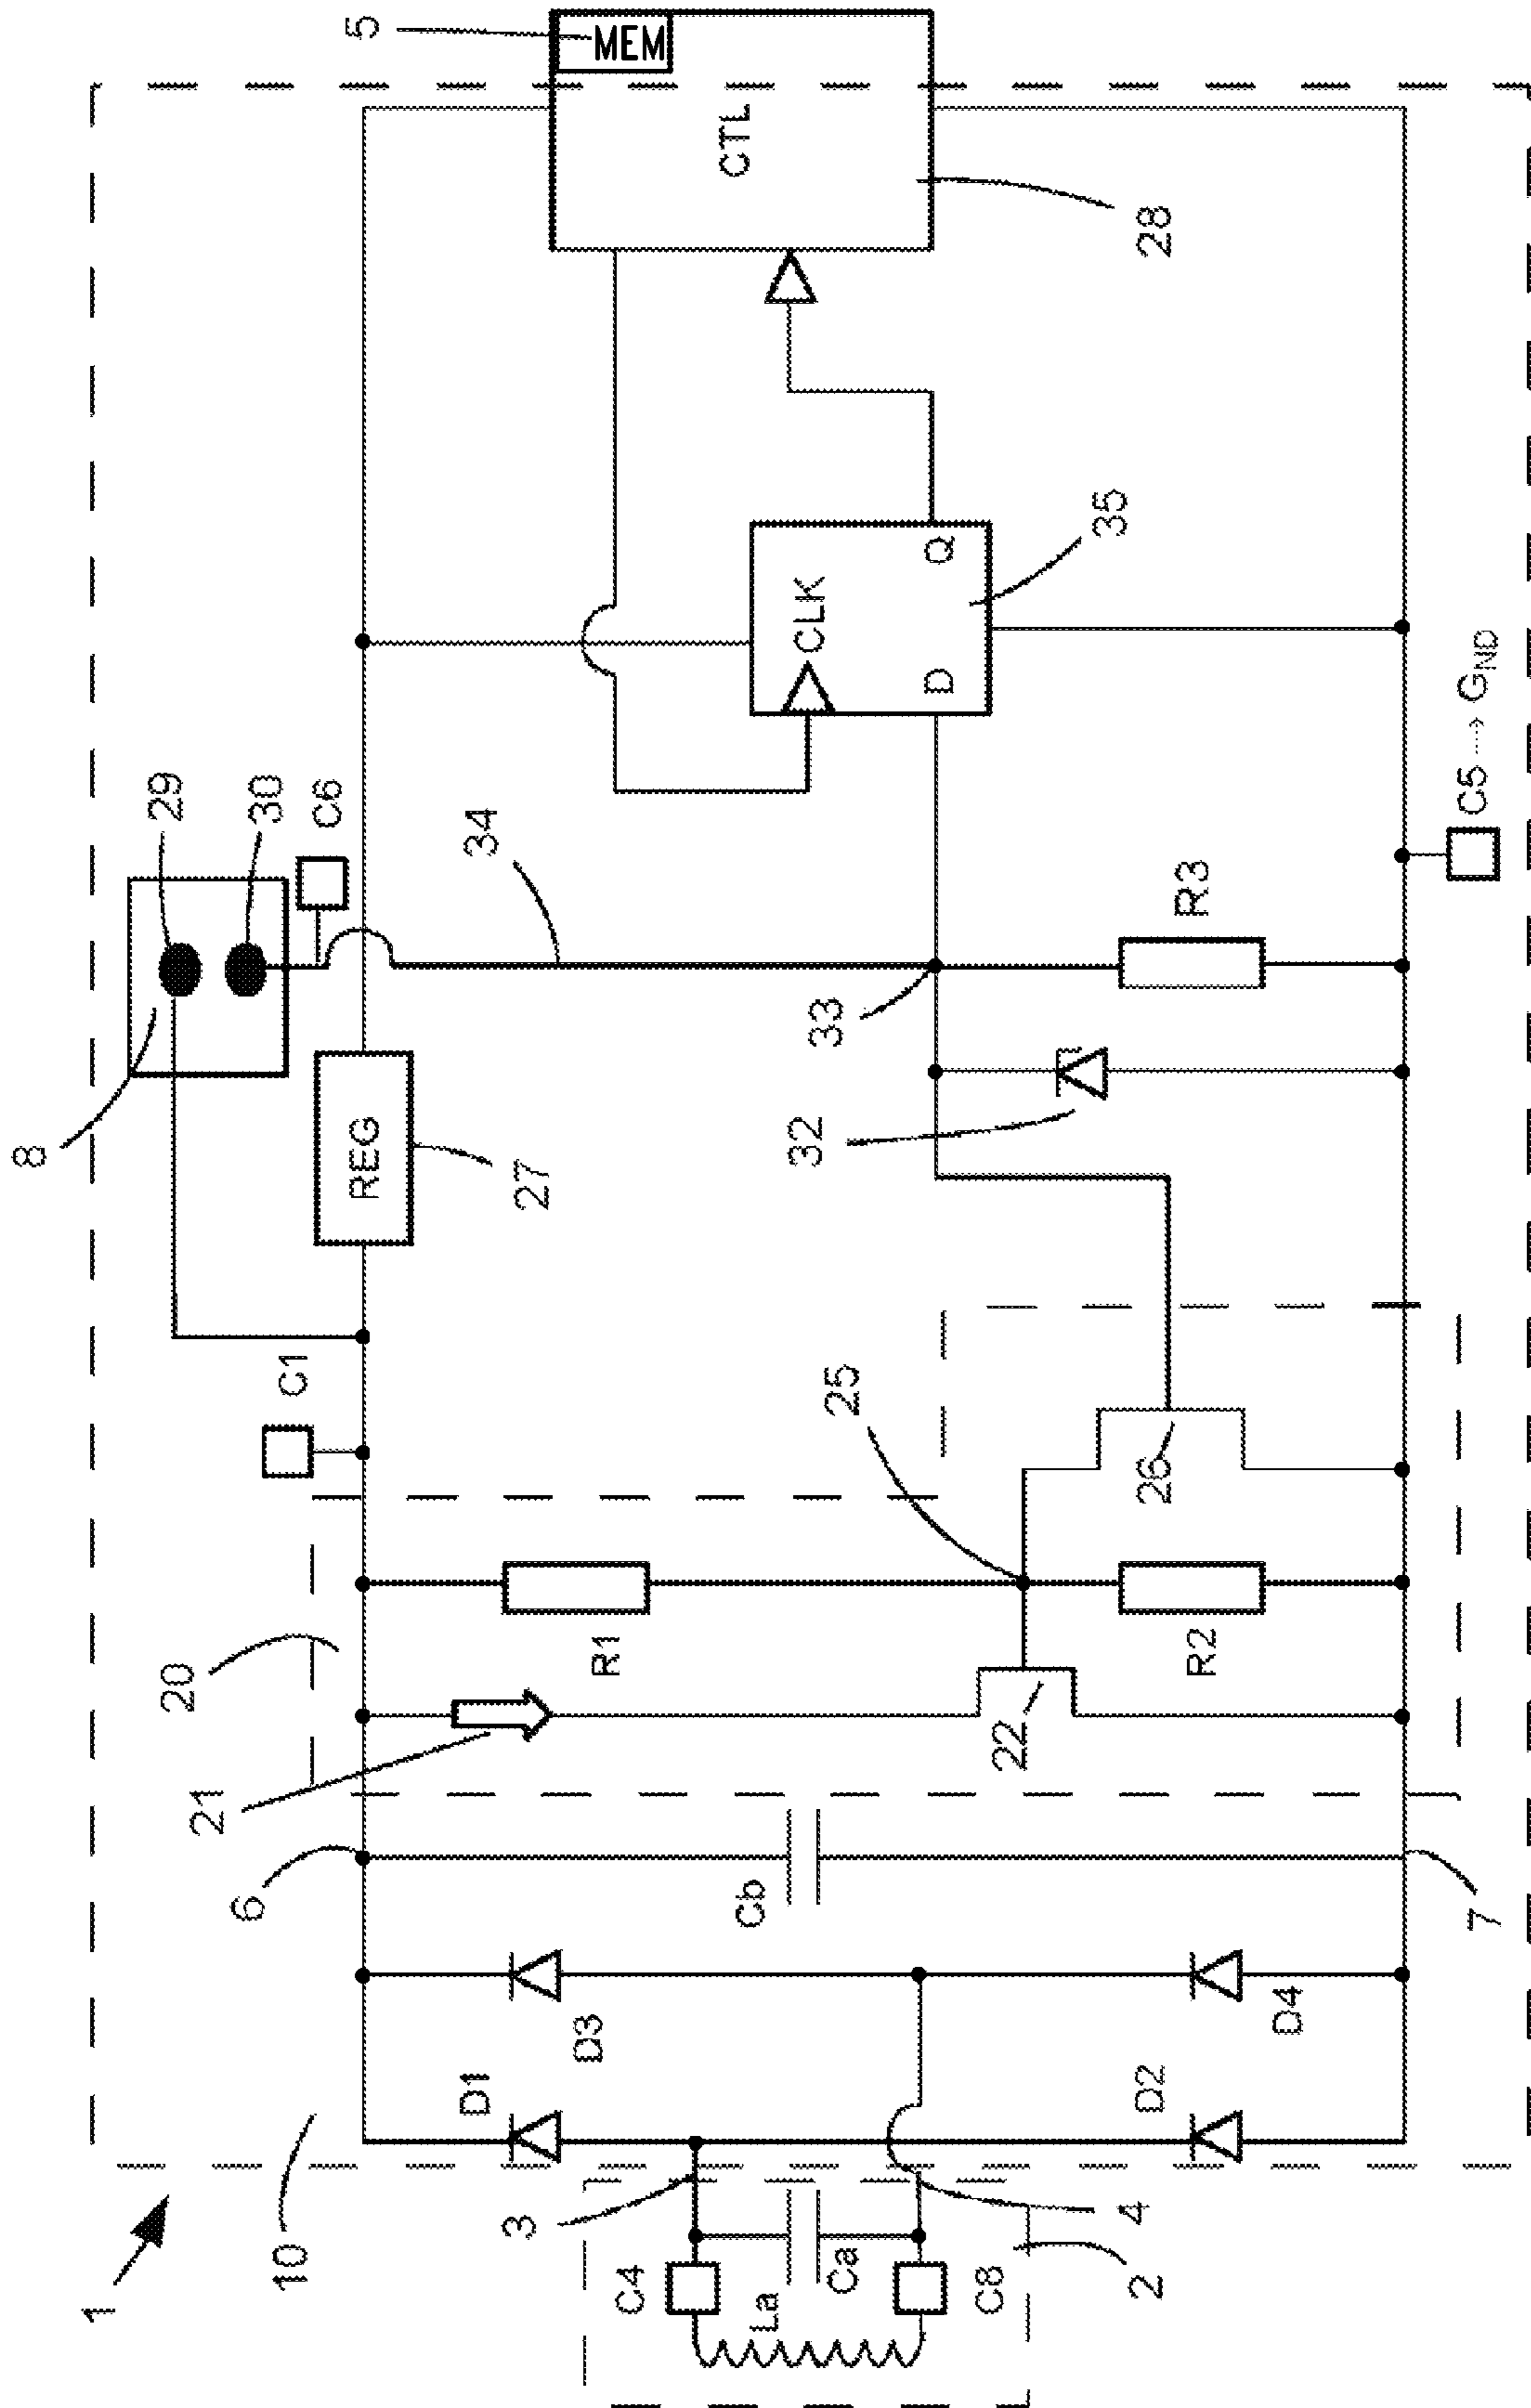 1
10
8
29
30
C6
5
MEM
CTL
28
6
21
20
C1
REG
27
34
CLK
D
Q
35
D1
D3
Cb
R1
25
33
3
C4
La
Ca
C8
4
2
D2
D4
22
R2
26
32
R3
7
C5 → GND